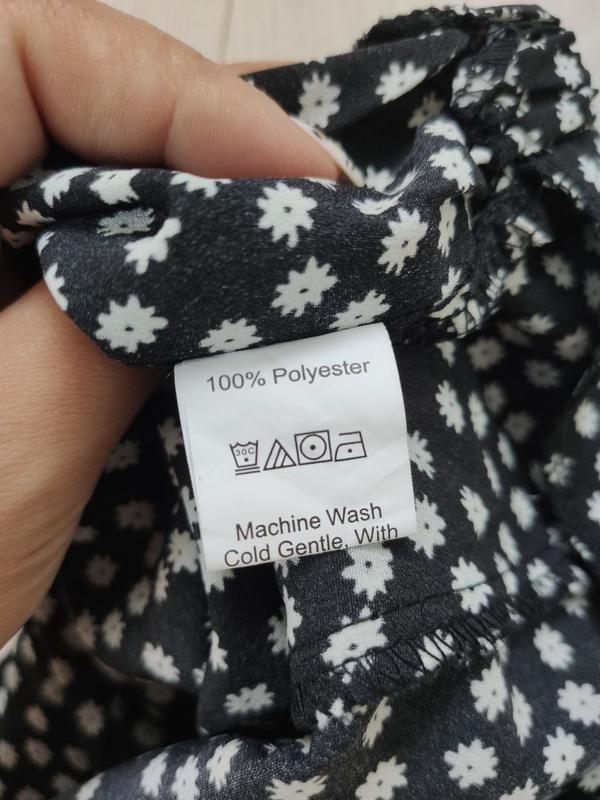 100% Polyester
30C
Machine Wash
Cold Gentle, With